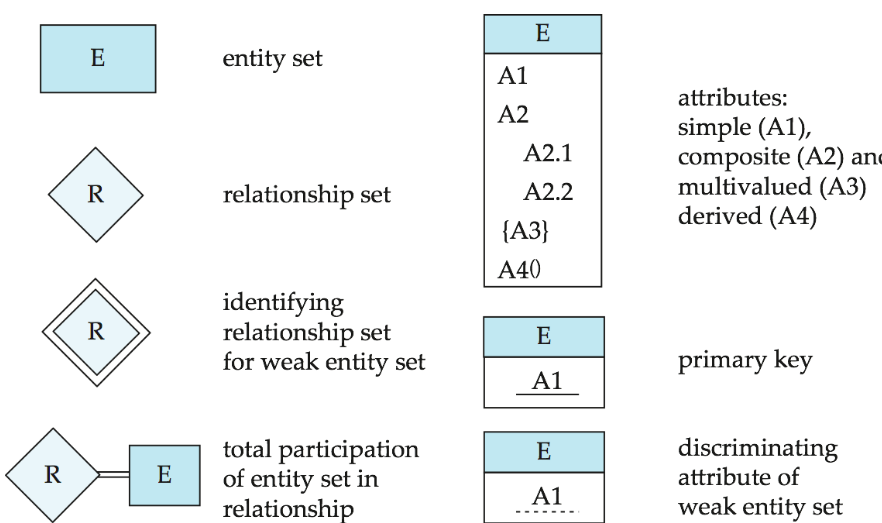 E
entity set
R
relationship set
R
identifying
relationship set
for weak entity set
R
E
total participation
of entity set in
relationship
E
A1
A2
A2.1
A2.2
{A3}
A4()
attributes:
simple (A1),
composite (A2) and
multivalued (A3)
derived (A4)
E
A1
primary key
E
A1
discriminating
attribute of
weak entity set